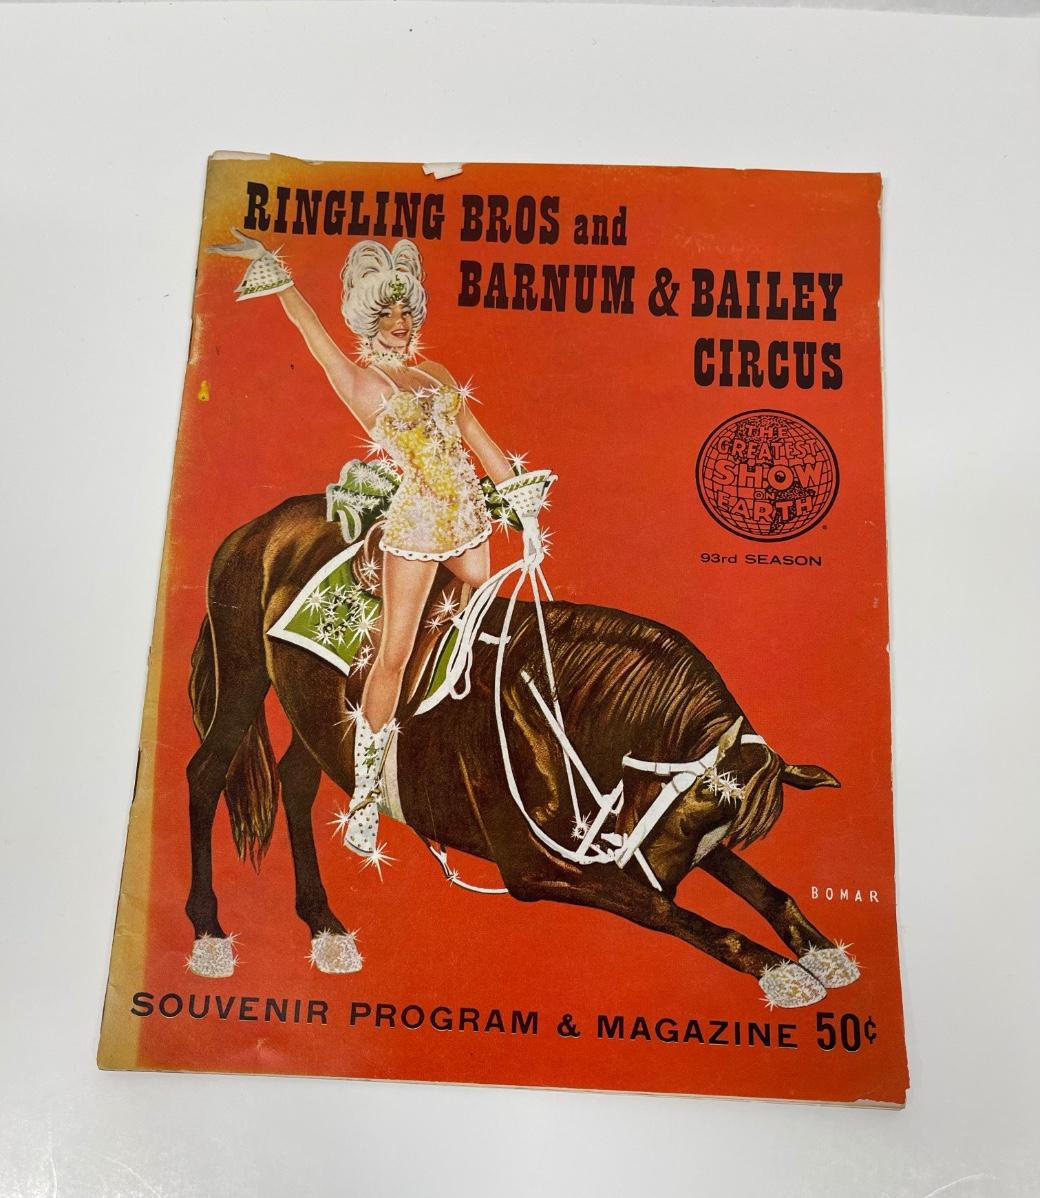 RINGLING BROS and
BARNUM & BAILEY
CIRCUS
THE
GREATEST
SHOW
ON
EARTH
®
93rd SEASON
BOMAR
SOUVENIR PROGRAM & MAGAZINE 50¢